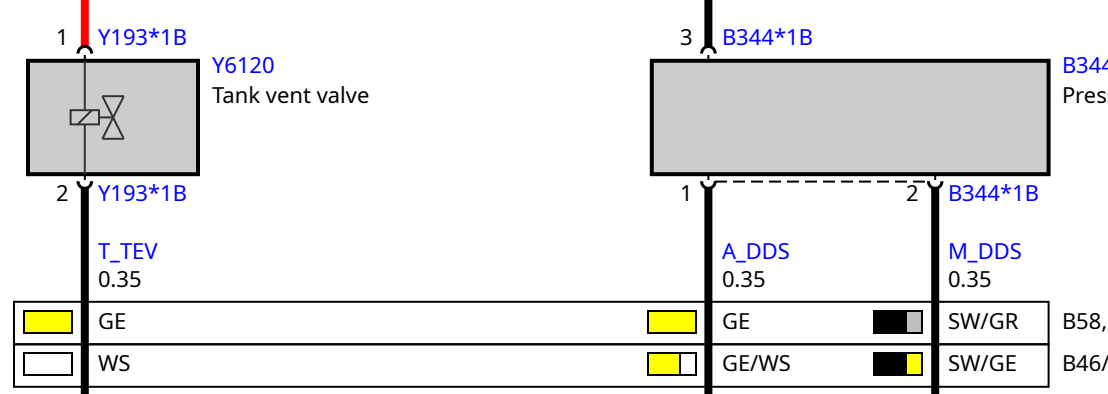 1 Y193*1B
3 B344*1B
Y6120
Tank vent valve
B344
2 Y193*1B
1
2 B344*1B
T_TEV
0.35
A_DDS
0.35
M_DDS
0.35
GE GE SW/GR B58,
WS GE/WS SW/GE B46/